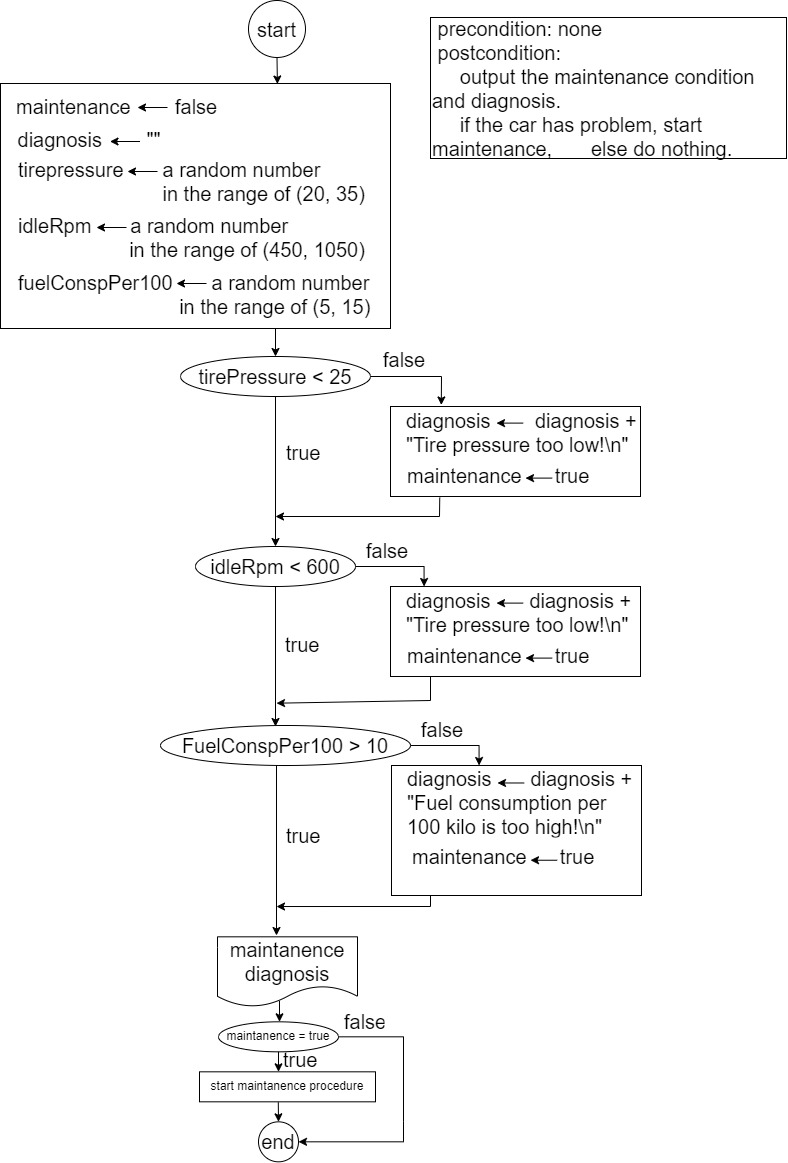 start
precondition: none
postcondition:
output the maintenance condition
and diagnosis.
if the car has problem, start
maintenance, else do nothing.
maintenance false
diagnosis ""
tirepressure a random number
in the range of (20, 35)
idleRpm a random number
in the range of (450, 1050)
fuelConspPer100 a random number
in the range of (5, 15)
tirePressure < 25
false
true
diagnosis diagnosis +
"Tire pressure too low!\n"
maintenance true
idleRpm < 600
false
true
diagnosis diagnosis +
"Tire pressure too low!\n"
maintenance true
FuelConspPer100 > 10
false
true
diagnosis diagnosis +
"Fuel consumption per
100 kilo is too high!\n"
maintenance true
maintanence
diagnosis
maintanence = true
false
true
start maintanence procedure
end